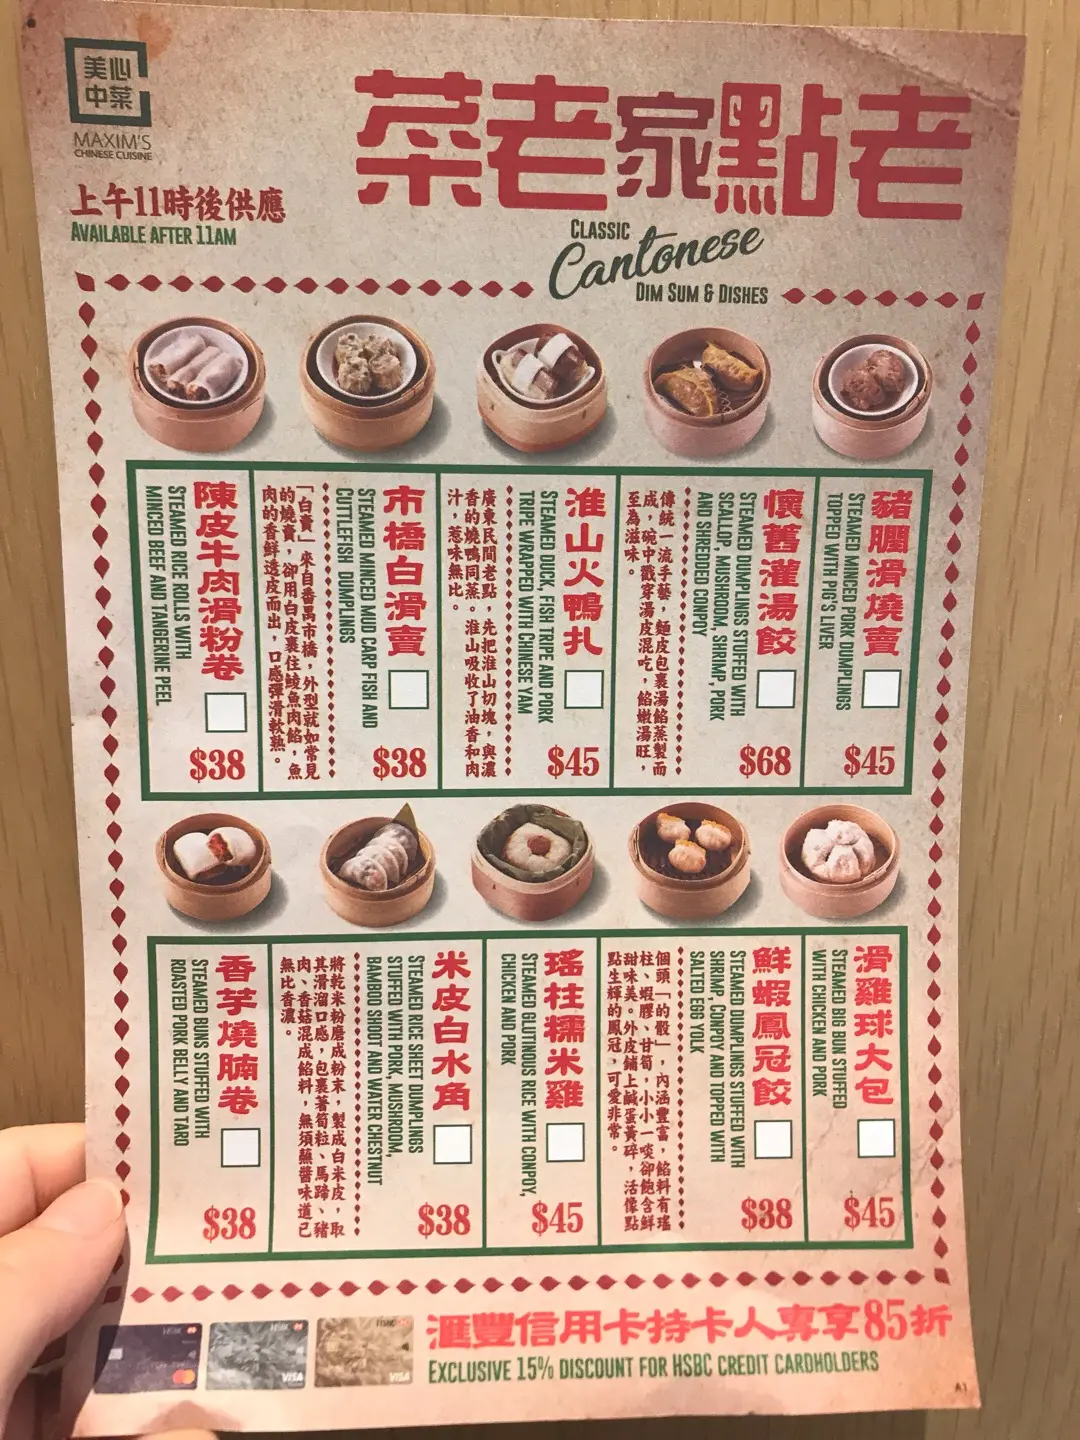 美心
中菜
MAXIM'S
CHINESE CUISINE
老點家老菜
上午11時後供應
AVAILABLE AFTER 11AM
CLASSIC
Cantonese
DIM SUM & DISHES
豬膶滑燒賣
STEAMED MINCED PORK DUMPLINGS
TOPPED WITH PIG'S LIVER
$45
懷舊灌湯餃
STEAMED DUMPLINGS STUFFED WITH
SCALLOP, MUSHROOM, SHRIMP, PORK
AND SHREDDED CONPOY
$68
傳統一流手藝，麵皮包裹湯餡蒸製而
成，碗中戳穿湯皮混吃，餡嫩湯旺，
至為滋味。
淮山火鴨扎
STEAMED DUCK, FISH TRIPE AND PORK
TRIPE WRAPPED WITH CHINESE YAM
$45
廣東民間老點，先把淮山切塊，與濃
香的燒鴨同蒸。淮山吸收了油香和肉
汁，惹味無比。
市橋白滑賣
STEAMED MINCED MUD CARP FISH AND
CUTTLEFISH DUMPLINGS
$38
「白賣」來自番禺市橋，外型就如常見
的燒賣，卻用白皮裹住鯪魚肉餡，魚
肉的香鮮透皮而出，口感彈滑軟熟。
陳皮牛肉滑粉卷
STEAMED RICE ROLLS WITH
MINCED BEEF AND TANGERINE PEEL
$38
滑雞球大包
STEAMED BIG BUN STUFFED
WITH CHICKEN AND PORK
$45
鮮蝦鳳冠餃
STEAMED DUMPLINGS STUFFED WITH
SHRIMP, CONPOY AND TOPPED WITH
SALTED EGG YOLK
$38
個頭「的骰」，內涵豐富，餡料有瑤
柱、蝦膠、甘筍，小小一啖卻飽含鮮
甜味美。外皮鋪上鹹蛋黃碎，活像點
點生輝的鳳冠，可愛非常。
瑤柱糯米雞
STEAMED GLUTINOUS RICE WITH CONPOY,
CHICKEN AND PORK
$45
米皮白水角
STEAMED RICE SHEET DUMPLINGS
STUFFED WITH PORK, MUSHROOM,
BAMBOO SHOOT AND WATER CHESTNUT
$38
將乾米粉磨成粉末，製成白米皮，取
其滑溜口感，包裹著筍粒、馬蹄、豬
肉、香菇混成餡料，無須蘸醬味道已
無比香濃。
香芋燒腩卷
STEAMED BUNS STUFFED WITH
ROASTED PORK BELLY AND TARO
$38
HSBC
HSBC
VISA
HSBC
VISA
滙豐信用卡持卡人專享85折
EXCLUSIVE 15% DISCOUNT FOR HSBC CREDIT CARDHOLDERS
A1